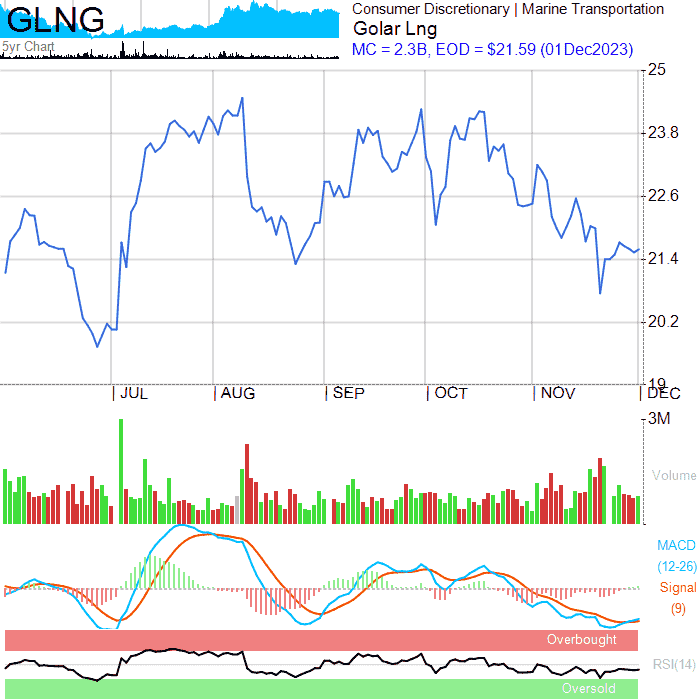 GLNG
5yr Chart
Consumer Discretionary | Marine Transportation
Golar Lng
MC = 2.3B, EOD = $21.59 (01Dec2023)
25
23.8
22.6
21.4
20.2
19
JUL AUG SEP OCT NOV DEC
3M
Volume
MACD
(12-26)
Signal
(9)
Overbought
RSI(14)
Oversold